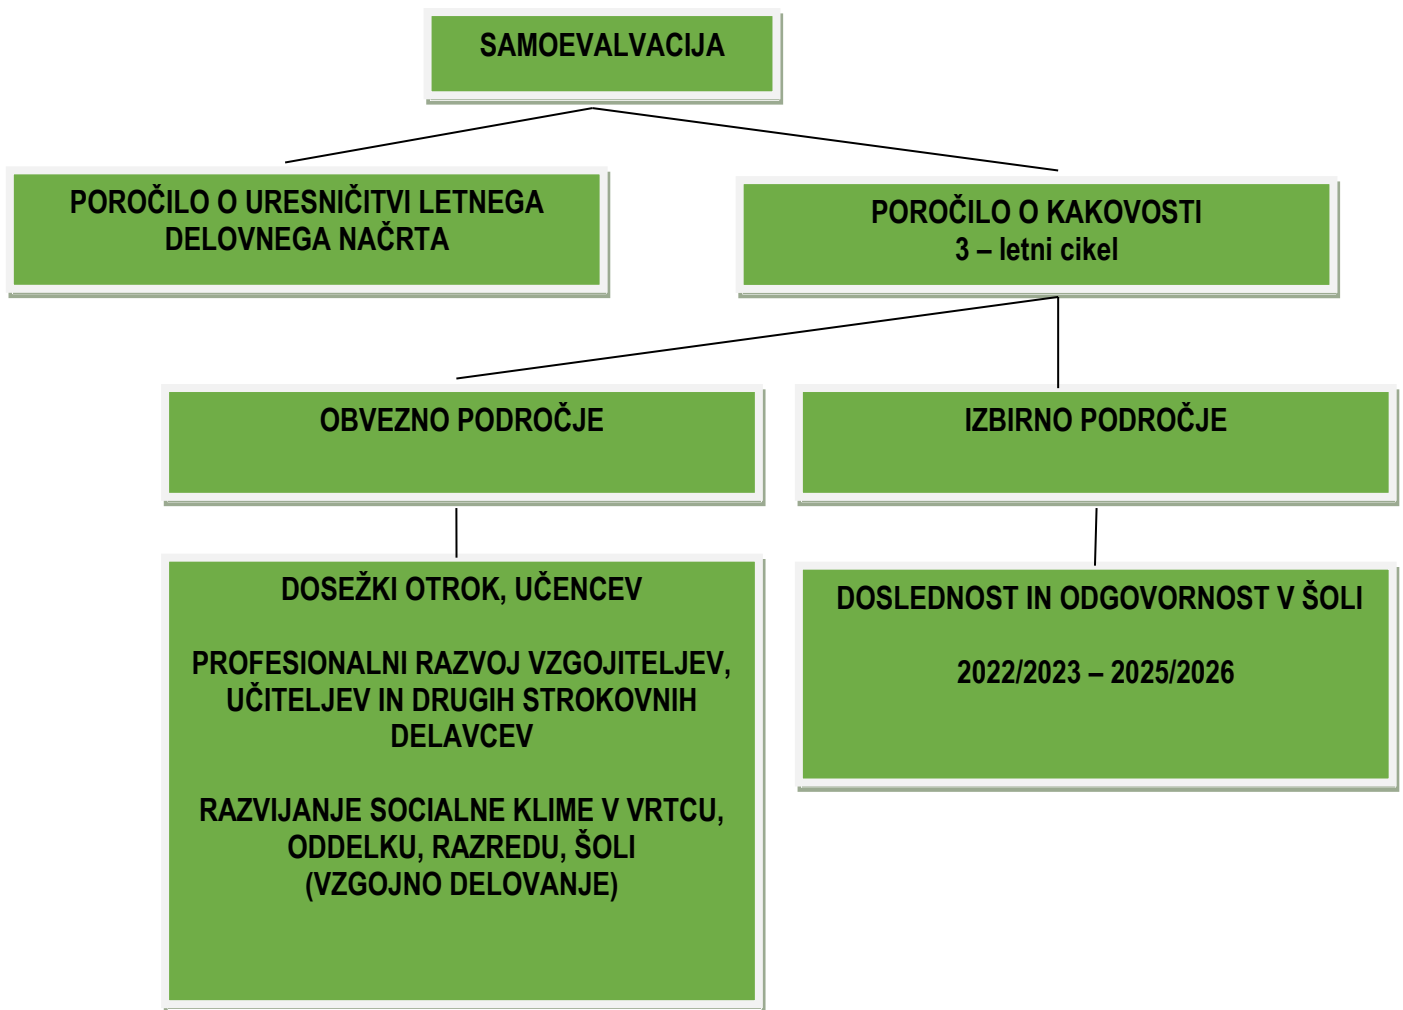 SAMOEVALVACIJA
POROČILO O URESNIČITVI LETNEGA
DELOVNEGA NAČRTA
POROČILO O KAKOVOSTI
3 – letni cikel
OBVEZNO PODROČJE
IZBIRNO PODROČJE
DOSEŽKI OTROK, UČENCEV
PROFESIONALNI RAZVOJ VZGOJITELJEV,
UČITELJEV IN DRUGIH STROKOVNIH
DELAVCEV
RAZVIJANJE SOCIALNE KLIME V VRTCU,
ODDELKU, RAZREDU, ŠOLI
(VZGOJNO DELOVANJE)
DOSLEDNOST IN ODGOVORNOST V ŠOLI
2022/2023 – 2025/2026